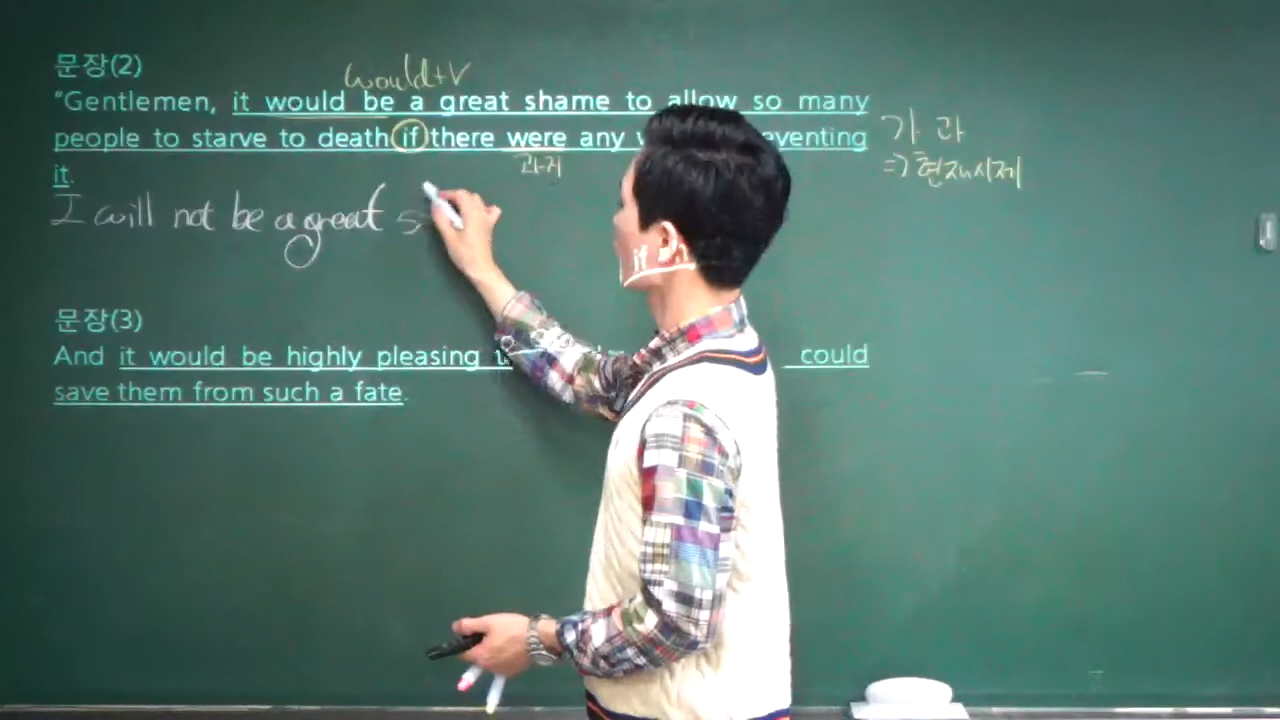 문장(2)
would+V
“Gentlemen, it would be a great shame to allow so many
people to starve to death if there were any eventing
it.
과거
가 과
⇒ 현재시제
I will not be a great s
if
문장(3)
And it would be highly pleasing could
save them from such a fate.